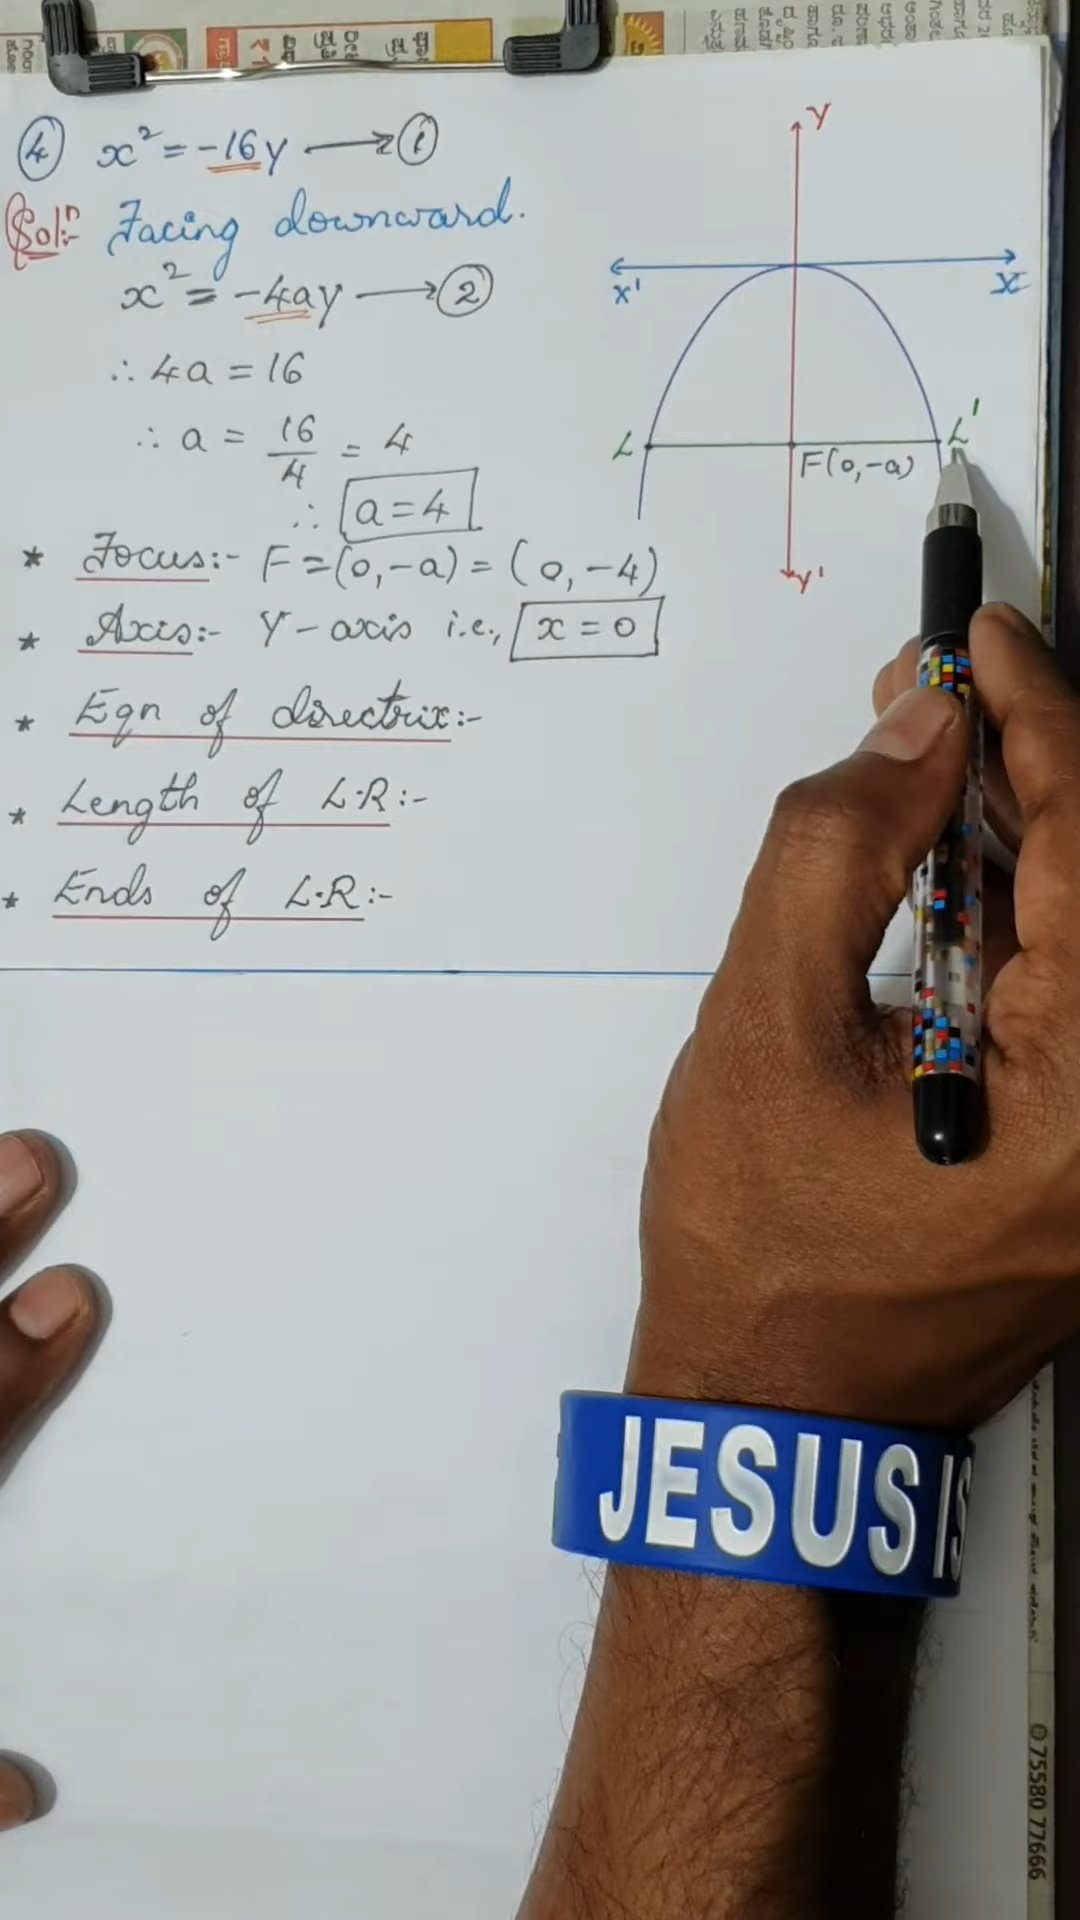 ④ x² = -16y ⟶ ①
Solⁿ:- Facing downward.
x² = -4ay ⟶ ②
∴ 4a = 16
∴ a = 16/4 = 4
∴ a = 4
* Focus:- F = (0, -a) = (0, -4)
* Axis:- Y-axis i.e., x = 0
* Eqn of directrix:-
* Length of L.R:-
* Ends of L.R:-
Y
X'
X
L
L'
F(0, -a)
Y'
JESUS IS
75580 77666